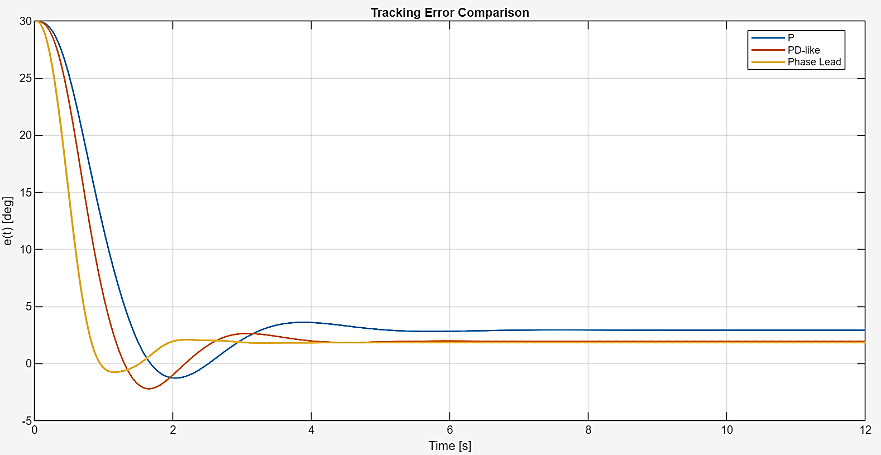 Tracking Error Comparison
P
PD-like
Phase Lead
30
25
20
15
10
5
0
-5
e(t) [deg]
0 2 4 6 8 10 12
Time [s]